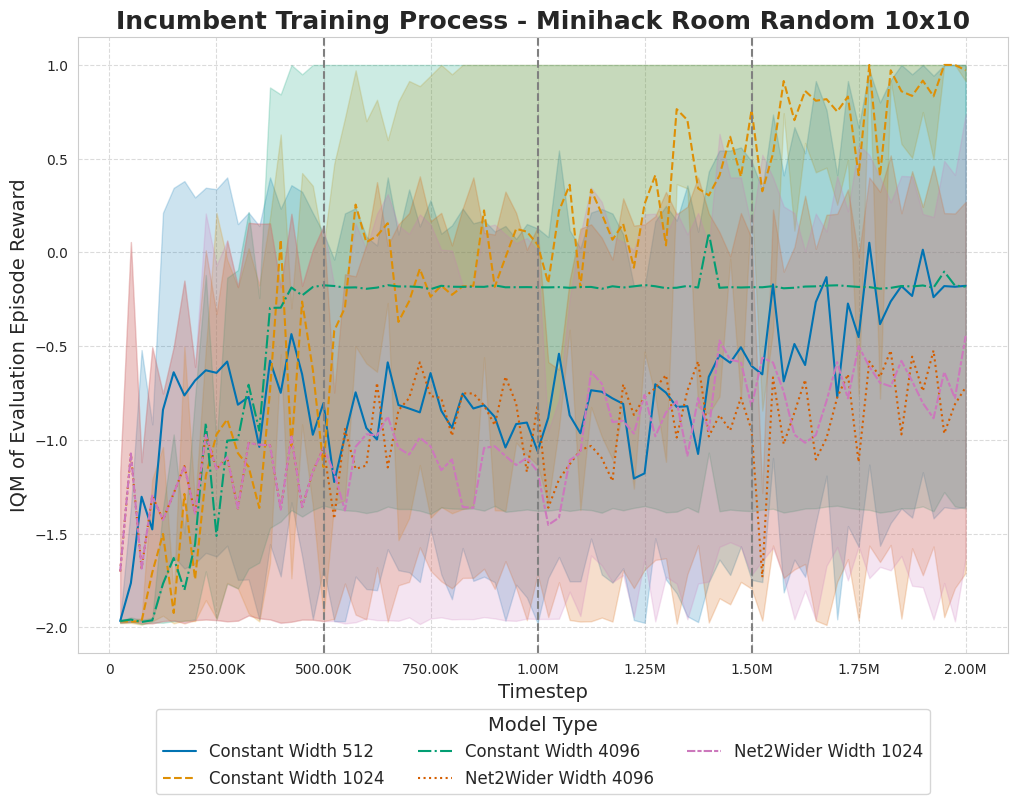 Incumbent Training Process - Minihack Room Random 10x10
IQM of Evaluation Episode Reward
1.0
0.5
0.0
−0.5
−1.0
−1.5
−2.0
0 250.00K 500.00K 750.00K 1.00M 1.25M 1.50M 1.75M 2.00M
Timestep
Model Type
Constant Width 512 Constant Width 4096 Net2Wider Width 1024
Constant Width 1024 Net2Wider Width 4096